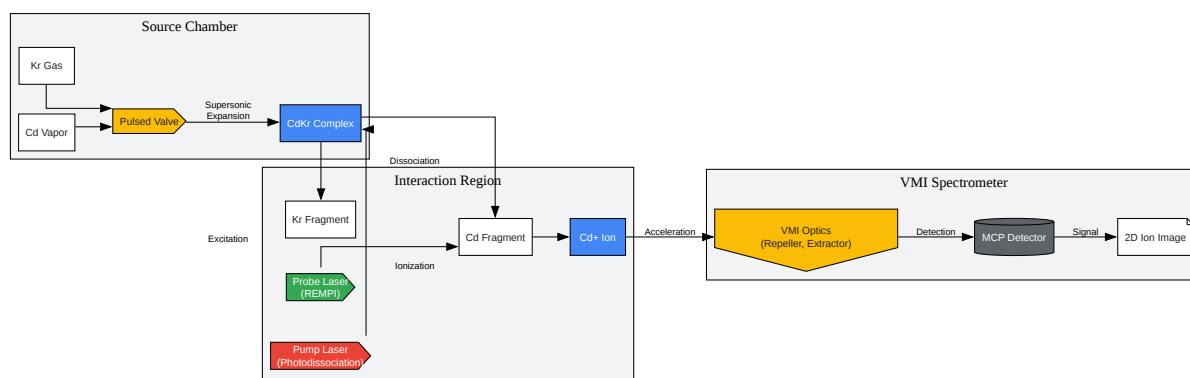 Source Chamber
Kr Gas
Cd Vapor
Pulsed Valve
Supersonic
Expansion
CdKr Complex
Dissociation
Excitation
Interaction Region
Kr Fragment
Cd Fragment
Cd+ Ion
Ionization
Probe Laser
(REMPI)
Pump Laser
(Photodissociation)
Acceleration
VMI Spectrometer
VMI Optics
(Repeller, Extractor)
Detection
MCP Detector
Signal
2D Ion Image